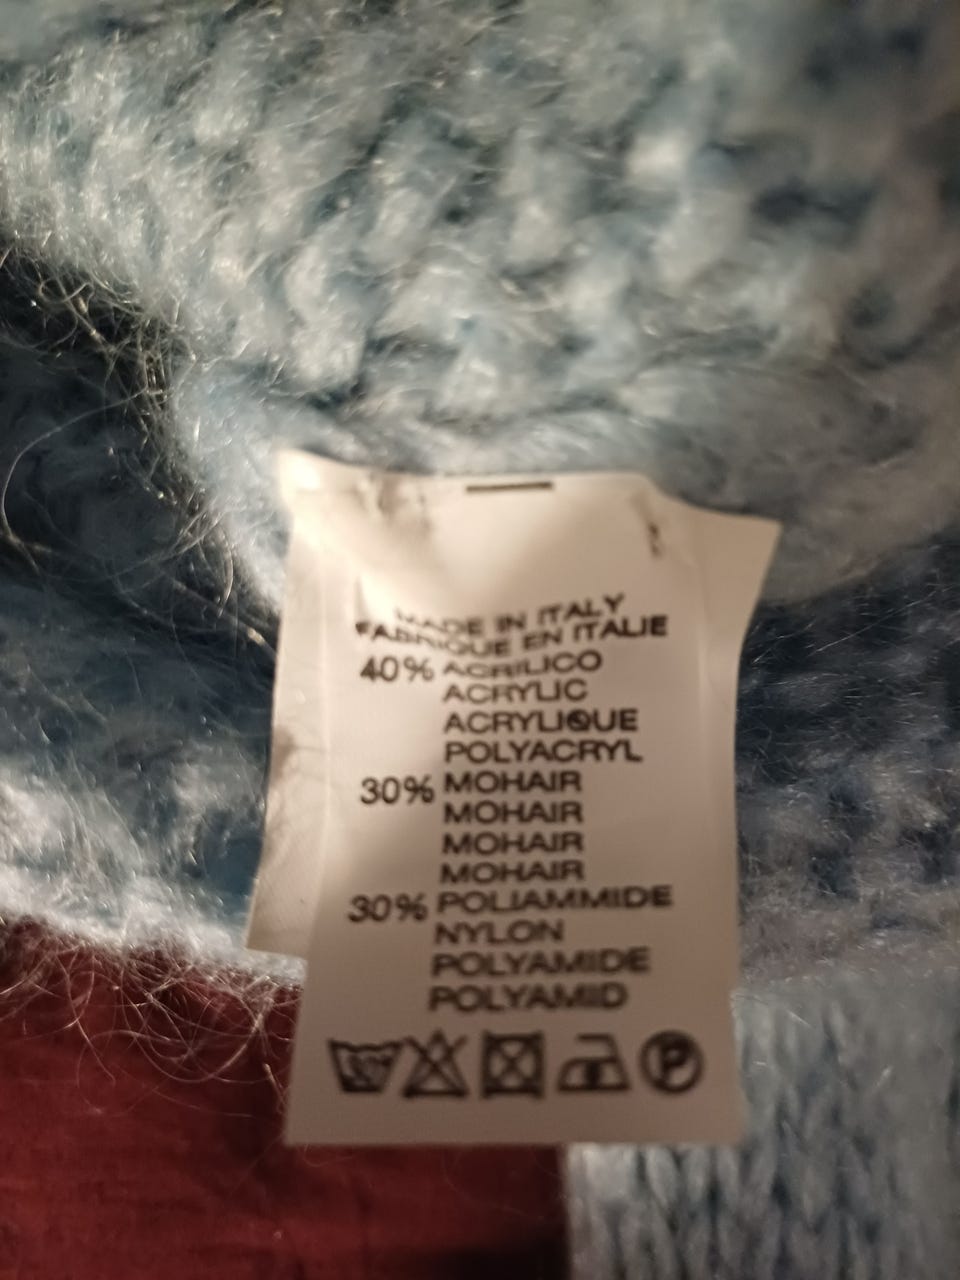 MADE IN ITALY
FABRIQUE EN ITALIE
40% ACRILICO
ACRYLIC
ACRYLIQUE
POLYACRYL
30% MOHAIR
MOHAIR
MOHAIR
MOHAIR
30% POLIAMMIDE
NYLON
POLYAMIDE
POLYAMID
P